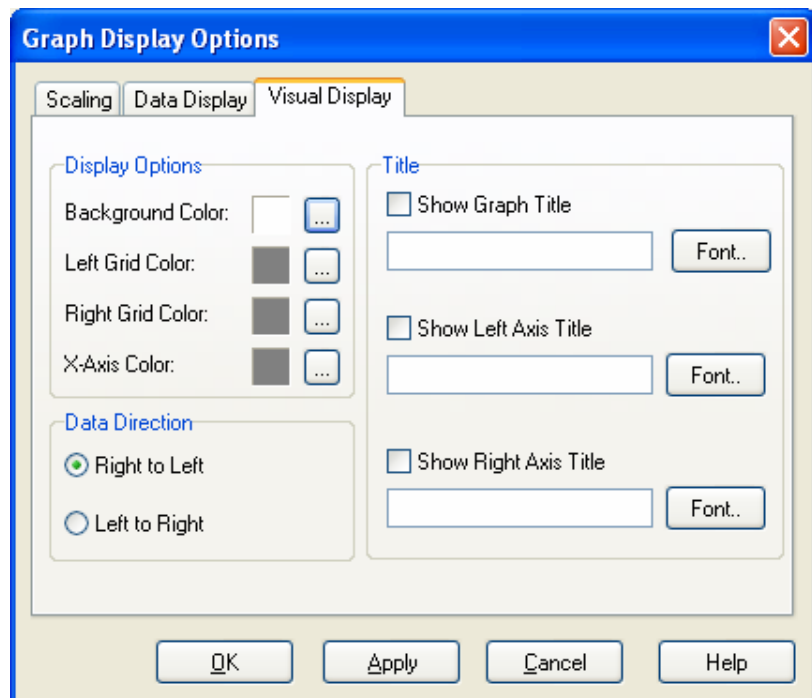 Graph Display Options
Scaling Data Display Visual Display
Display Options
Background Color: ...
Left Grid Color: ...
Right Grid Color: ...
X-Axis Color: ...
Data Direction
Right to Left
Left to Right
Title
Show Graph Title
Font..
Show Left Axis Title
Font..
Show Right Axis Title
Font..
OK Apply Cancel Help